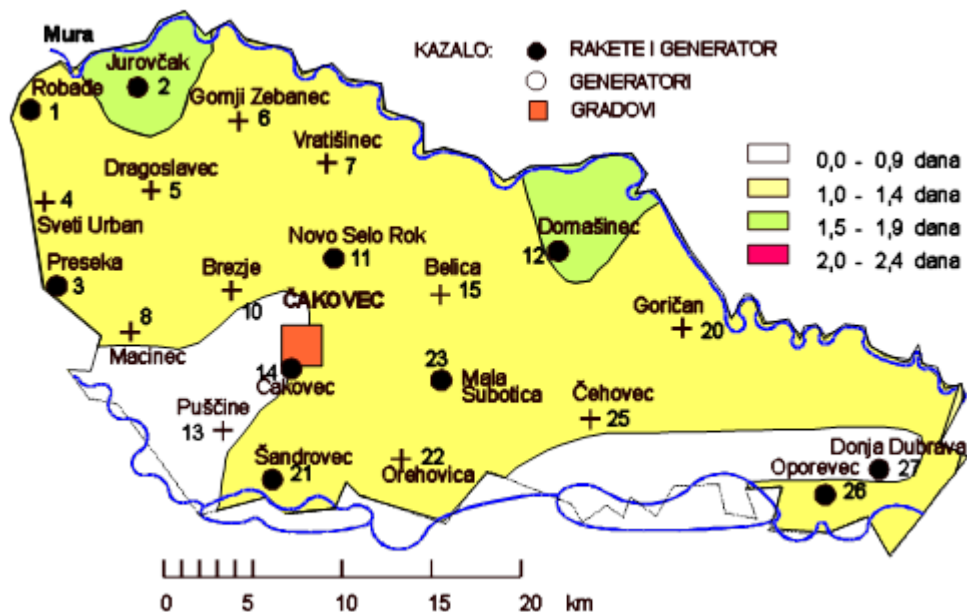 Mura
KAZALO:
RAKETE I GENERATOR
GENERATORI
GRADOVI
Jurovčak
2
Robađe
1
Gornji Zebanec
6
Vratišinec
7
Dragoslavec
5
4
Sveti Urban
0,0 - 0,9 dana
1,0 - 1,4 dana
1,5 - 1,9 dana
2,0 - 2,4 dana
Domašinec
12
Novo Selo Rok
11
Preseka
3
Brezje
10
Belica
15
ČAKOVEC
Goričan
20
8
Macinec
14
Čakovec
23
Mala
Subotica
Puščine
13
Čehovec
25
Šandrovec
21
22
Orehovica
Donja Dubrava
27
Oporevec
26
0 5 10 15 20 km